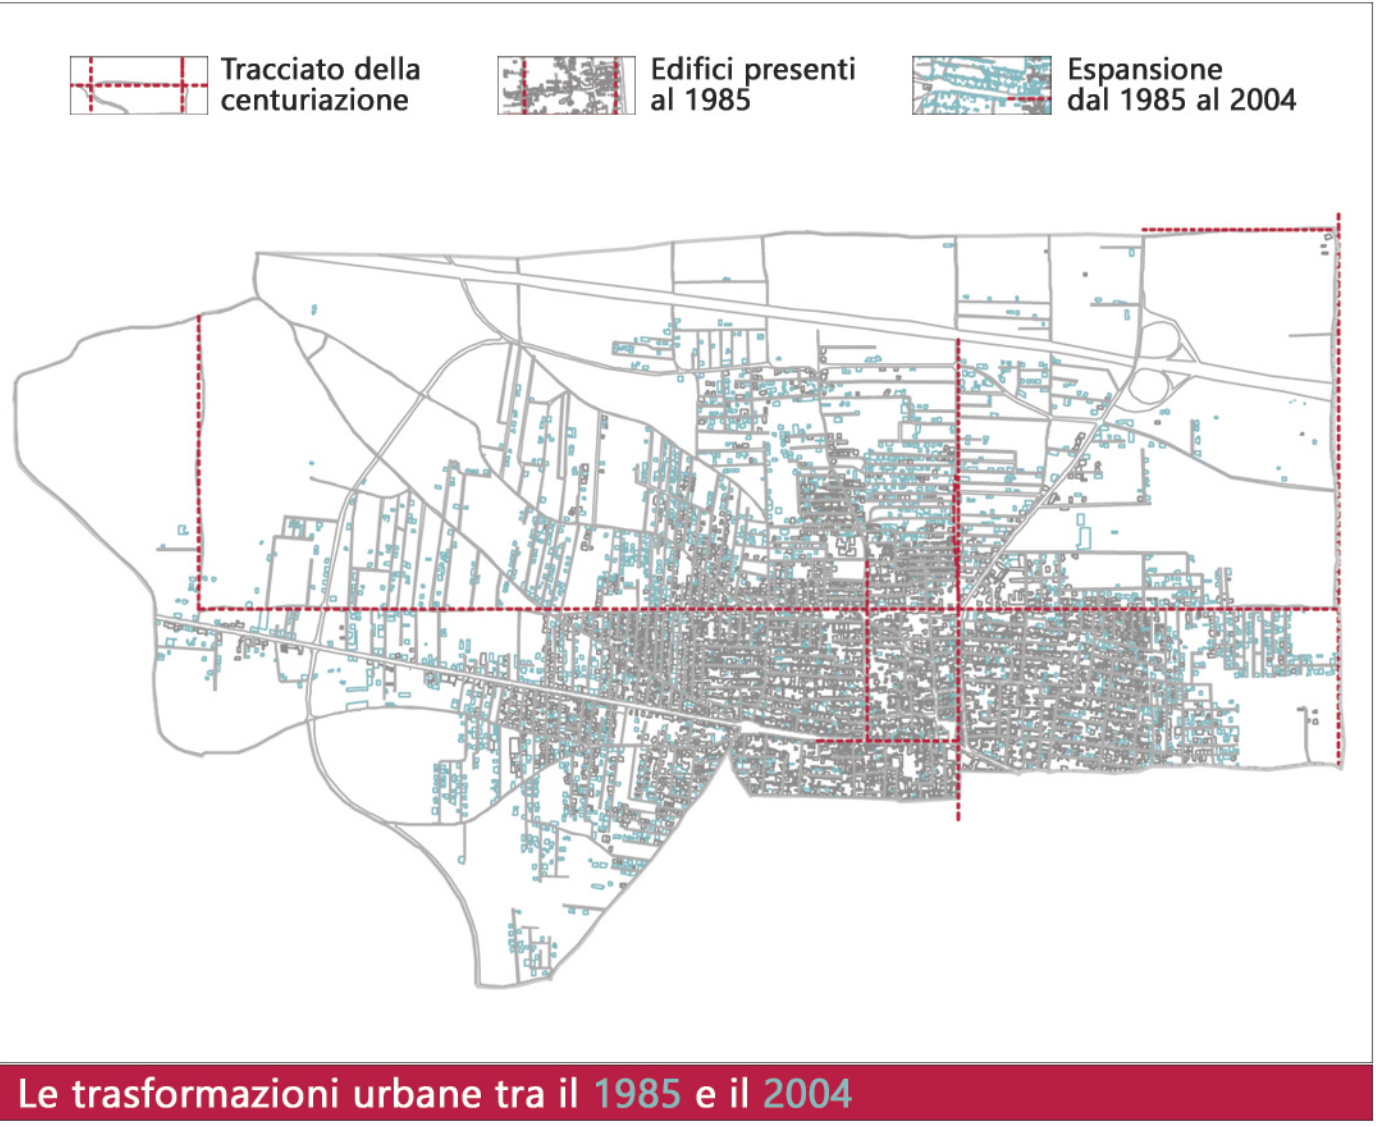 Tracciato della
centuriazione
Edifici presenti
al 1985
Espansione
dal 1985 al 2004
Le trasformazioni urbane tra il 1985 e il 2004